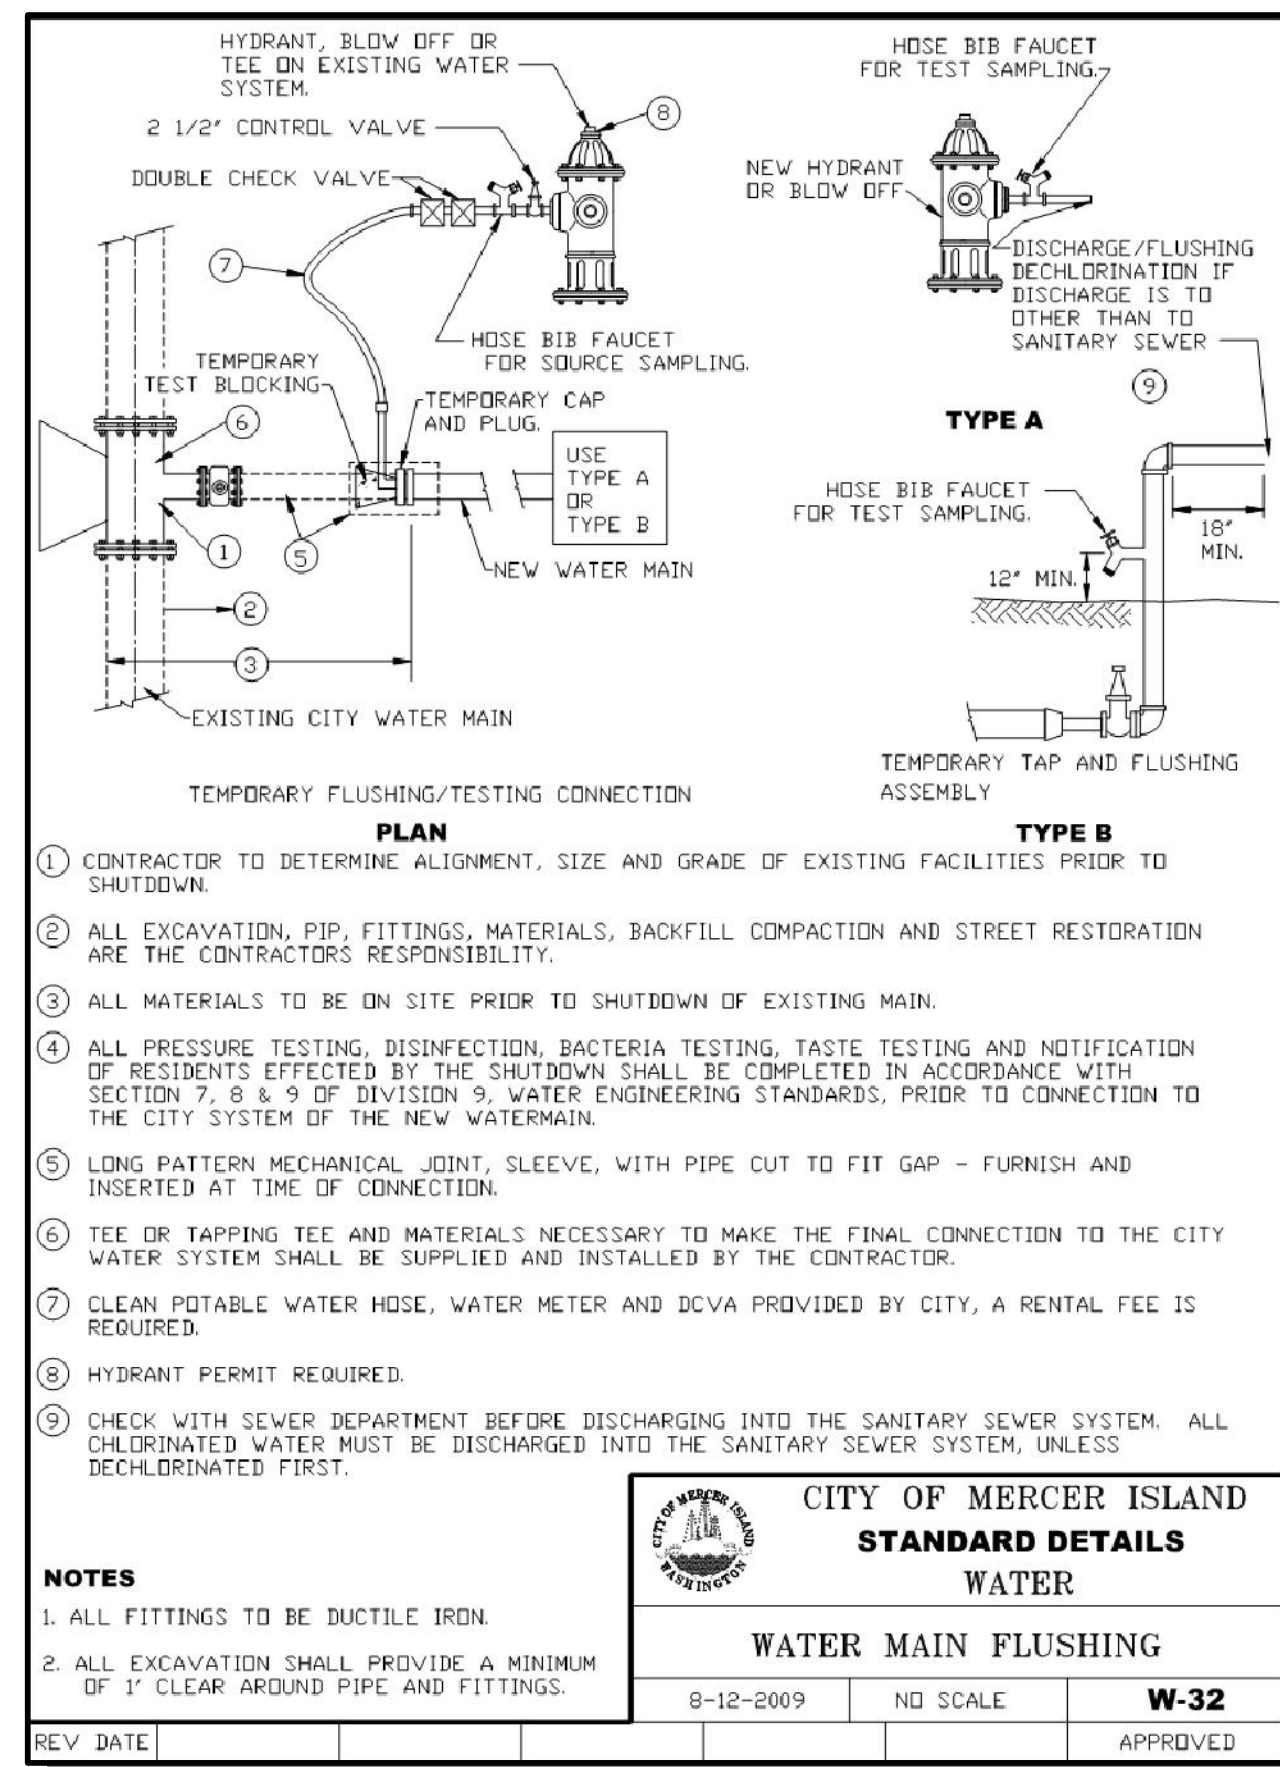 HYDRANT, BLOW OFF OR
TEE ON EXISTING WATER
SYSTEM.
2 1/2" CONTROL VALVE
DOUBLE CHECK VALVE
8
7
HOSE BIB FAUCET
FOR SOURCE SAMPLING.
TEMPORARY
TEST BLOCKING
TEMPORARY CAP
AND PLUG.
6
USE
TYPE A
OR
TYPE B
1
5
NEW WATER MAIN
2
3
EXISTING CITY WATER MAIN
TEMPORARY FLUSHING/TESTING CONNECTION
PLAN
HOSE BIB FAUCET
FOR TEST SAMPLING.
NEW HYDRANT
OR BLOW OFF
DISCHARGE/FLUSHING
DECHLORINATION IF
DISCHARGE IS TO
OTHER THAN TO
SANITARY SEWER
9
TYPE A
HOSE BIB FAUCET
FOR TEST SAMPLING.
18"
MIN.
12" MIN.
TEMPORARY TAP AND FLUSHING
ASSEMBLY
TYPE B
1 CONTRACTOR TO DETERMINE ALIGNMENT, SIZE AND GRADE OF EXISTING FACILITIES PRIOR TO
SHUTDOWN.
2 ALL EXCAVATION, PIP, FITTINGS, MATERIALS, BACKFILL COMPACTION AND STREET RESTORATION
ARE THE CONTRACTORS RESPONSIBILITY.
3 ALL MATERIALS TO BE ON SITE PRIOR TO SHUTDOWN OF EXISTING MAIN.
4 ALL PRESSURE TESTING, DISINFECTION, BACTERIA TESTING, TASTE TESTING AND NOTIFICATION
OF RESIDENTS EFFECTED BY THE SHUTDOWN SHALL BE COMPLETED IN ACCORDANCE WITH
SECTION 7, 8 & 9 OF DIVISION 9, WATER ENGINEERING STANDARDS, PRIOR TO CONNECTION TO
THE CITY SYSTEM OF THE NEW WATERMAIN.
5 LONG PATTERN MECHANICAL JOINT, SLEEVE, WITH PIPE CUT TO FIT GAP - FURNISH AND
INSERTED AT TIME OF CONNECTION.
6 TEE OR TAPPING TEE AND MATERIALS NECESSARY TO MAKE THE FINAL CONNECTION TO THE CITY
WATER SYSTEM SHALL BE SUPPLIED AND INSTALLED BY THE CONTRACTOR.
7 CLEAN POTABLE WATER HOSE, WATER METER AND DCVA PROVIDED BY CITY, A RENTAL FEE IS
REQUIRED.
8 HYDRANT PERMIT REQUIRED.
9 CHECK WITH SEWER DEPARTMENT BEFORE DISCHARGING INTO THE SANITARY SEWER SYSTEM. ALL
CHLORINATED WATER MUST BE DISCHARGED INTO THE SANITARY SEWER SYSTEM, UNLESS
DECHLORINATED FIRST.
NOTES
1. ALL FITTINGS TO BE DUCTILE IRON.
2. ALL EXCAVATION SHALL PROVIDE A MINIMUM
OF 1' CLEAR AROUND PIPE AND FITTINGS.
CITY OF MERCER ISLAND
WASHINGTON
CITY OF MERCER ISLAND
STANDARD DETAILS
WATER
WATER MAIN FLUSHING
8-12-2009 NO SCALE W-32
REV DATE APPROVED